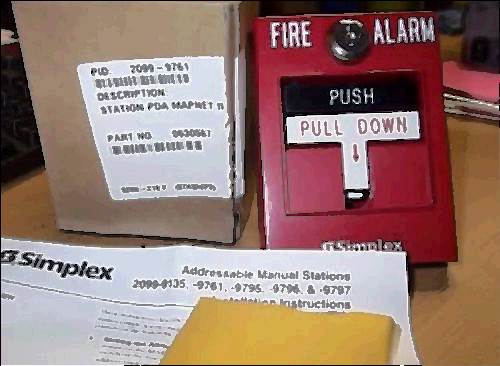 PID. 2099-9761
DESCRIPTION:
STATION PDA MAPNET II
PART NO. 0630567
FIRE ALARM
PUSH
PULL DOWN
Simplex
Simplex
Addressable Manual Stations
2099-9135, -9761, -9795, -9796, & -9797
Installation Instructions